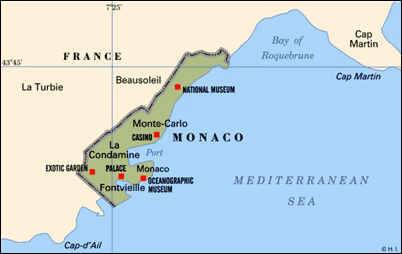 7°25'
Bay of
Roquebrune
Cap
Martin
FRANCE
43°45'
Beausoleil
Cap Martin
La Turbie
NATIONAL MUSEUM
Monte-Carlo
CASINO
MONACO
La
Condamine
Port
EXOTIC GARDEN
PALACE
Monaco
OCEANOGRAPHIC
MUSEUM
Fontvieille
MEDITERRANEAN
SEA
Cap-d'Ail
© H.I.